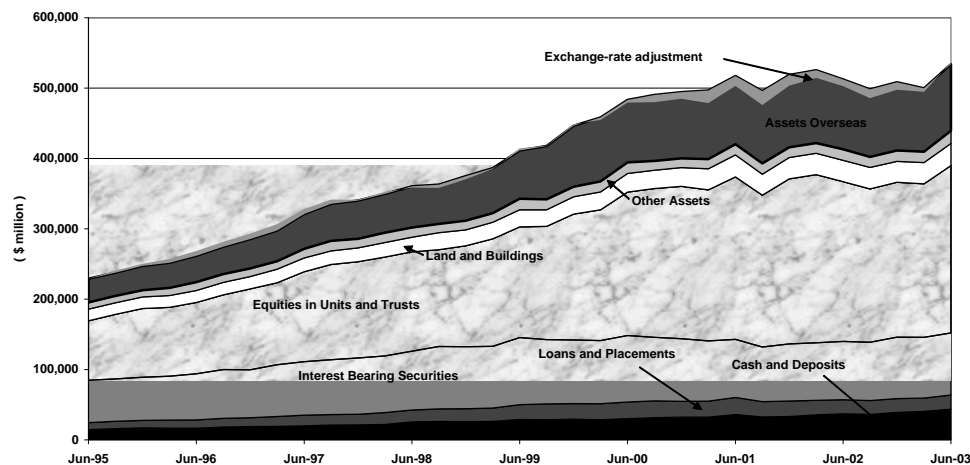 600,000
Exchange-rate adjustment
500,000
Assets Overseas
400,000
( $ million )
Other Assets
300,000
Land and Buildings
200,000
Equities in Units and Trusts
Loans and Placements
100,000
Cash and Deposits
Interest Bearing Securities
0
Jun-95 Jun-96 Jun-97 Jun-98 Jun-99 Jun-00 Jun-01 Jun-02 Jun-03